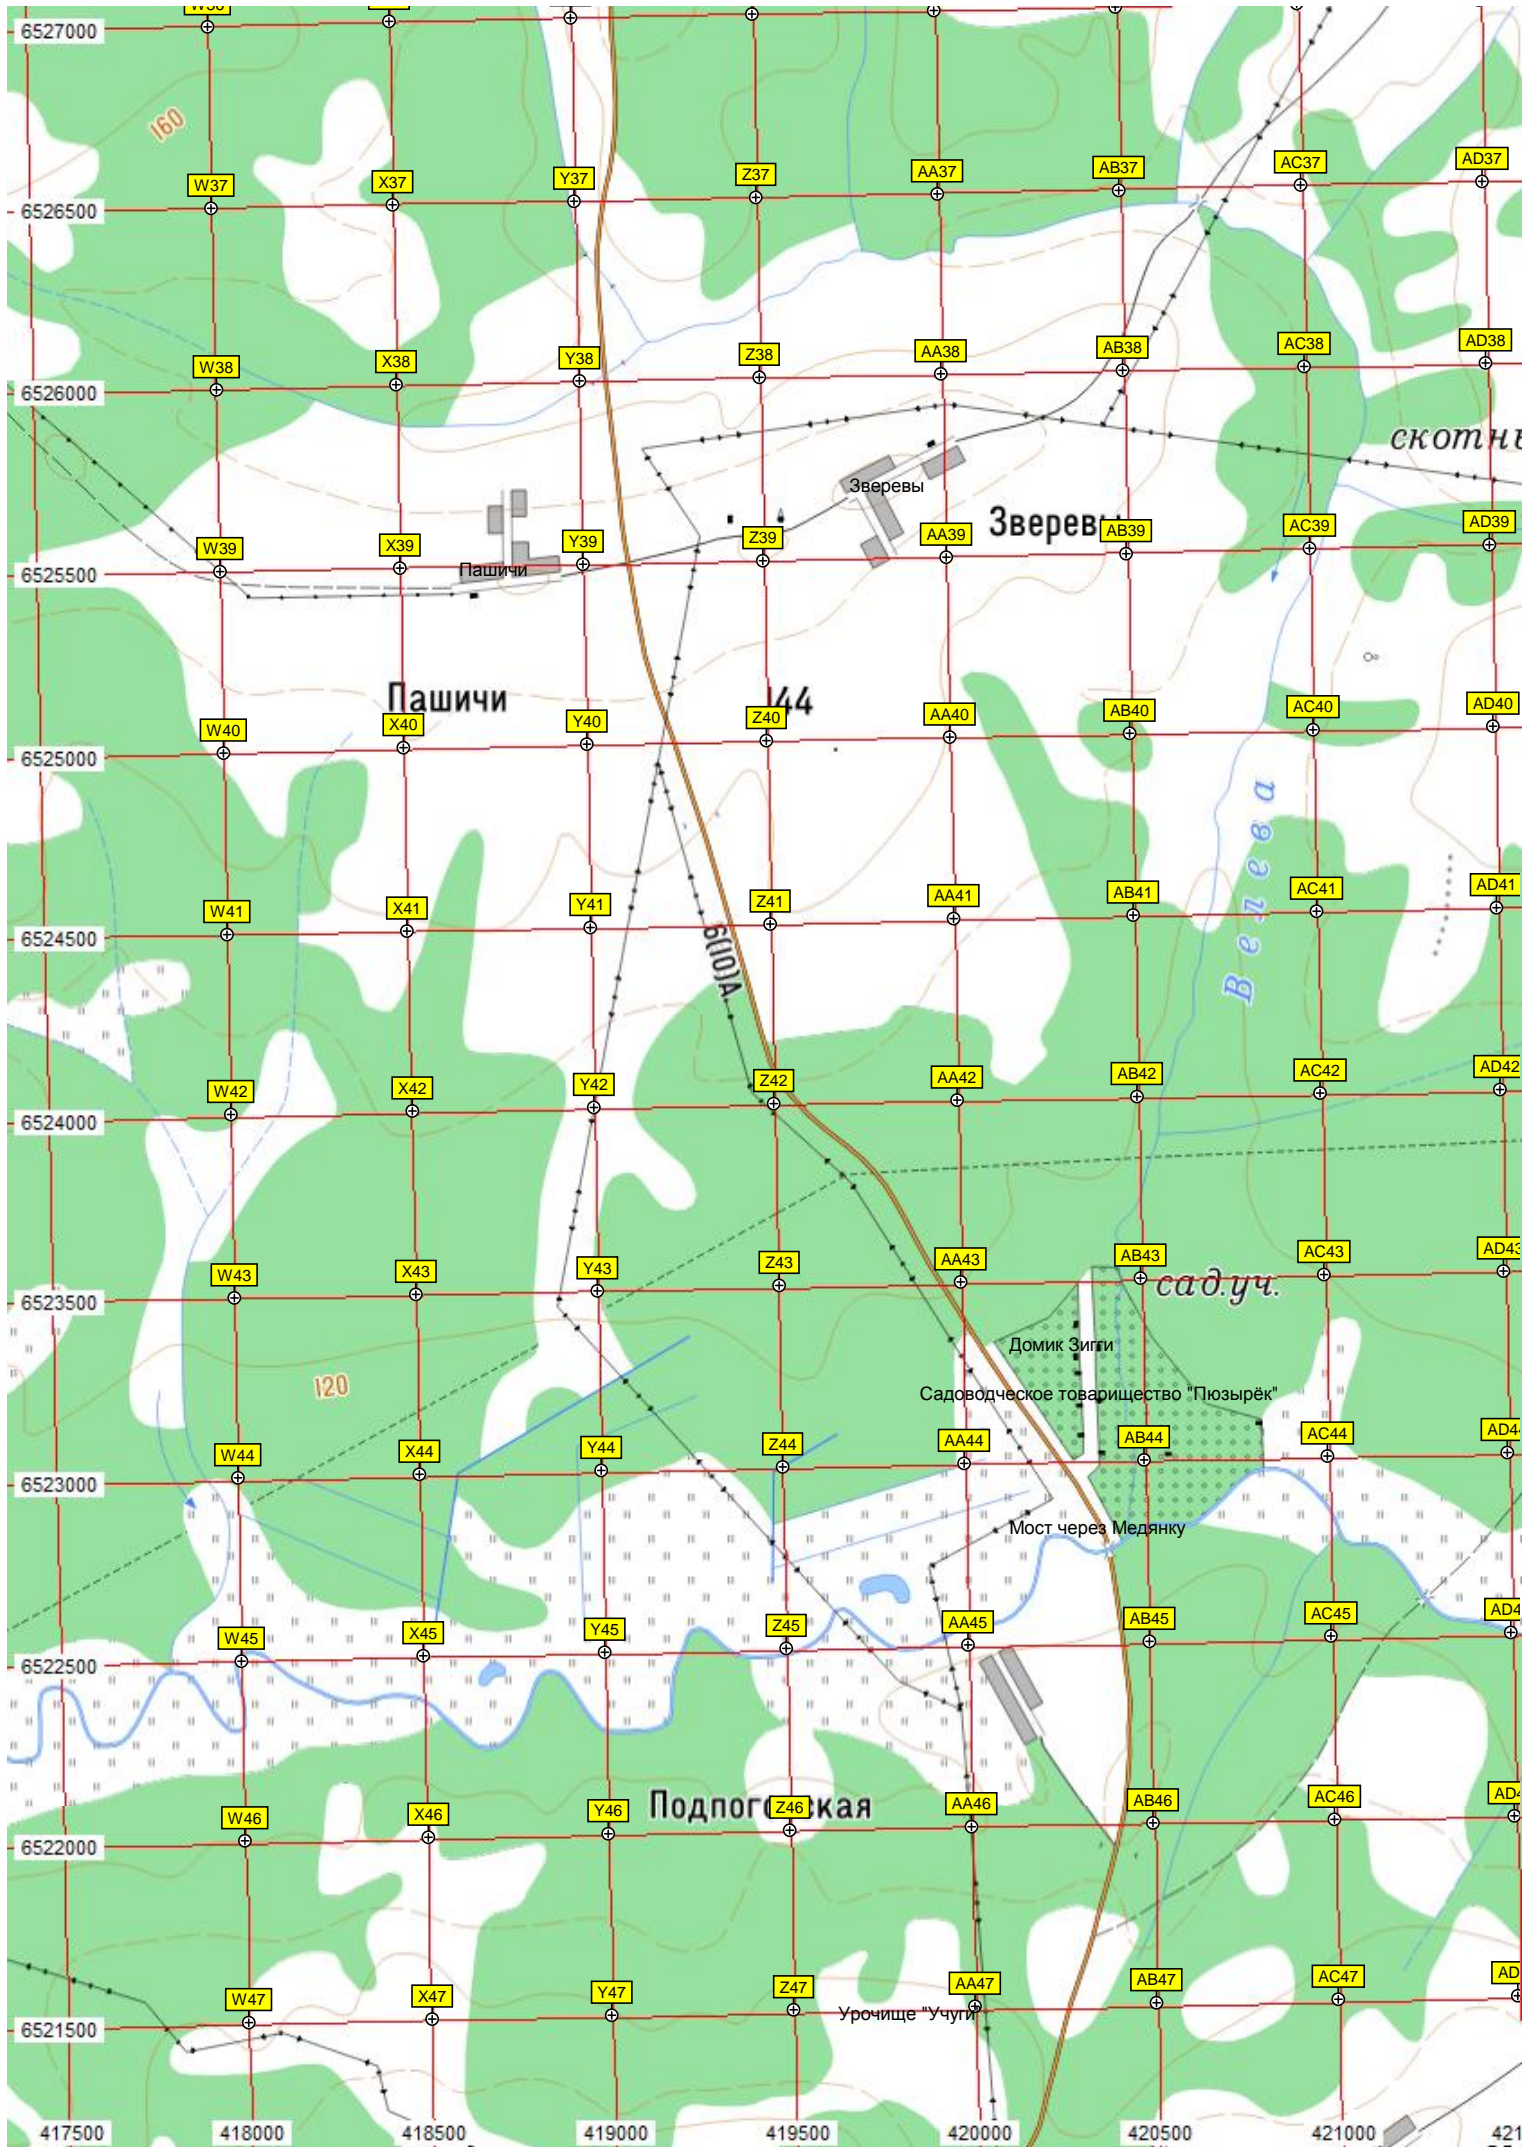 6527000
160
W37 X37 Y37 Z37 AA37 AB37 AC37 AD37
6526500
W38 X38 Y38 Z38 AA38 AB38 AC38 AD38
6526000
Зверевы
W39 X39 Y39 Z39 AA39 AB39 AC39 AD39
6525500
Пашичи
Пашичи
144
W40 X40 Y40 Z40 AA40 AB40 AC40 AD40
6525000
Велева
W41 X41 Y41 Z41 AA41 AB41 AC41 AD41
6524500
6(10)А
W42 X42 Y42 Z42 AA42 AB42 AC42 AD42
6524000
W43 X43 Y43 Z43 AA43 AB43 AC43 AD43
6523500
сад.уч.
Домик Зигги
120
Садоводческое товарищество "Пюзырёк"
W44 X44 Y44 Z44 AA44 AB44 AC44
6523000
Мост через Медянку
W45 X45 Y45 Z45 AA45 AB45 AC45
6522500
W46 X46 Y46 Z46 AA46 AB46 AC46
6522000
W47 X47 Y47 Z47 AA47 AB47 AC47
Урочище "Учуги"
6521500
417500 418000 418500 419000 419500 420000 420500 421000